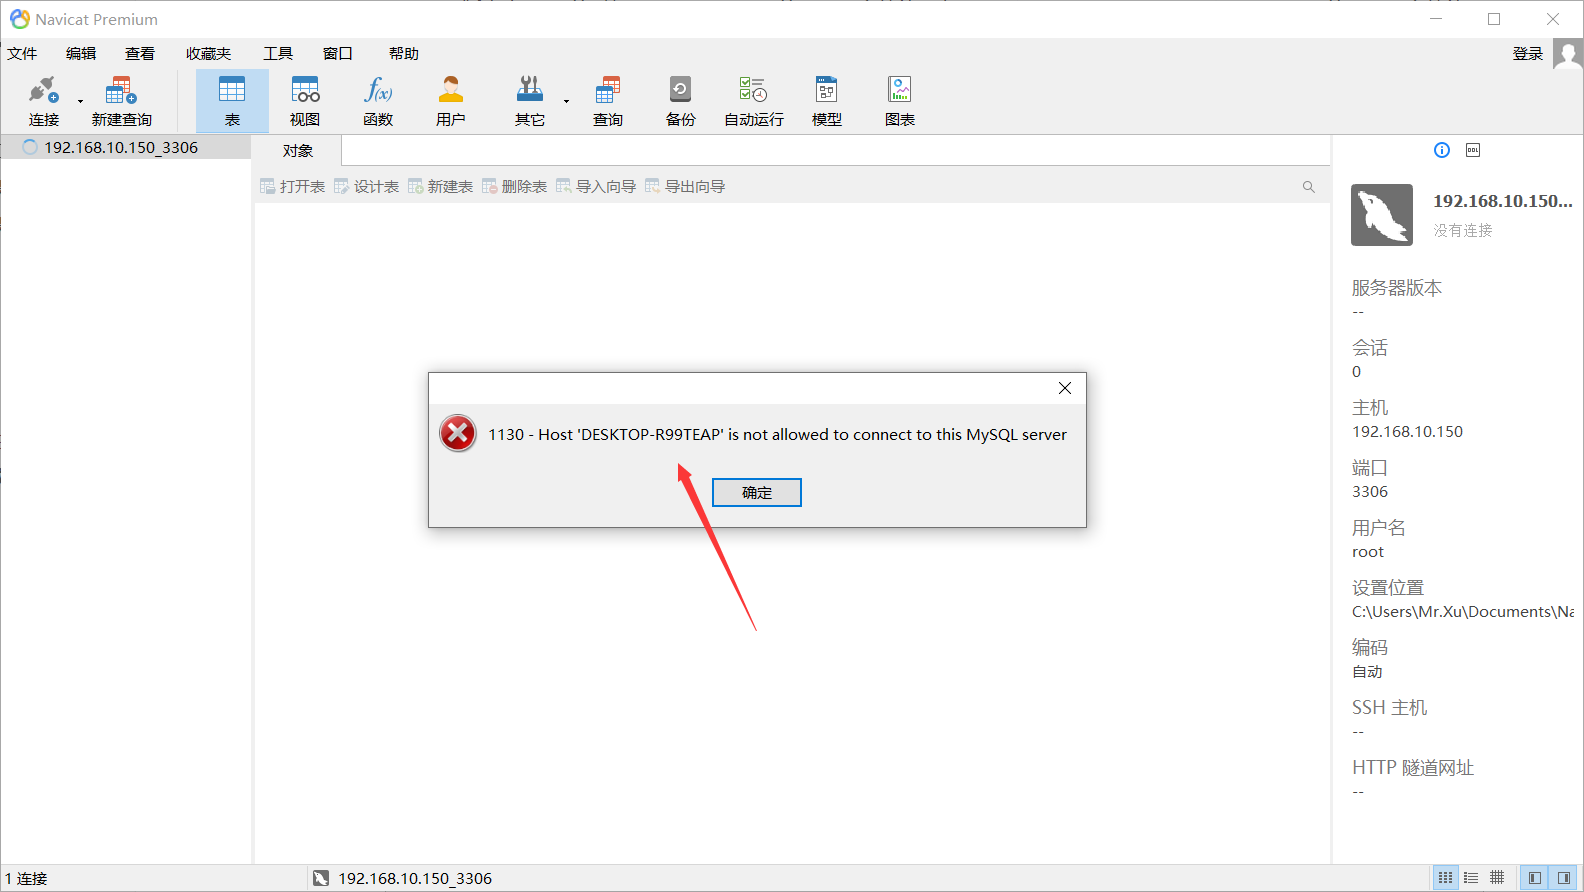 Navicat Premium
文件 编辑 查看 收藏夹 工具 窗口 帮助 登录
连接 新建查询 表 视图 函数 用户 其它 查询 备份 自动运行 模型 图表
192.168.10.150_3306
对象
打开表 设计表 新建表 删除表 导入向导 导出向导
1130 - Host 'DESKTOP-R99TEAP' is not allowed to connect to this MySQL server
确定
DDL
192.168.10.150...
没有连接
服务器版本
--
会话
0
主机
192.168.10.150
端口
3306
用户名
root
设置位置
C:\Users\Mr.Xu\Documents\Na
编码
自动
SSH 主机
--
HTTP 隧道网址
--
1 连接
192.168.10.150_3306